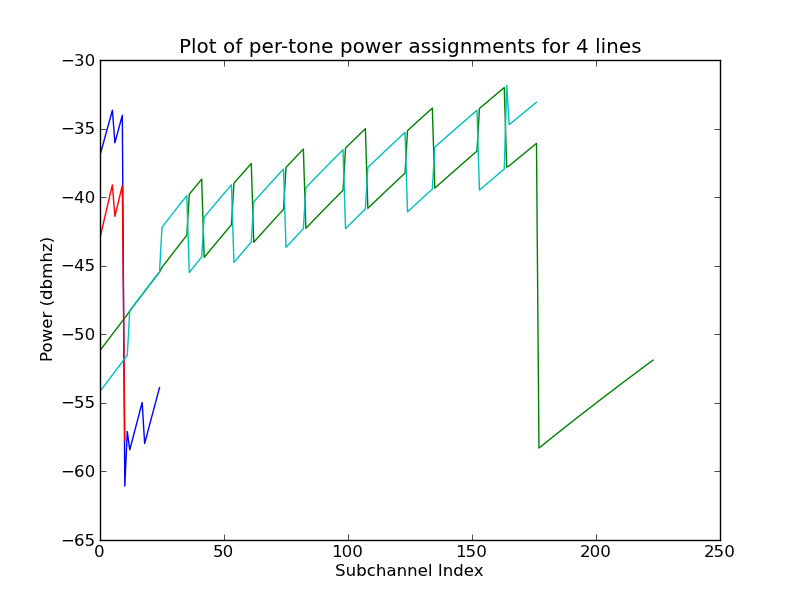 Plot of per-tone power assignments for 4 lines
−30
−35
−40
−45
−50
−55
−60
−65
Power (dbmhz)
0 50 100 150 200 250
Subchannel Index